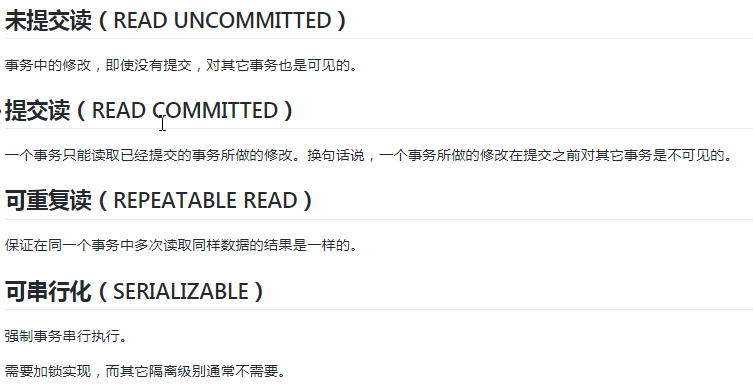 未提交读（READ UNCOMMITTED）
事务中的修改，即使没有提交，对其它事务也是可见的。
提交读（READ COMMITTED）
一个事务只能读取已经提交的事务所做的修改。换句话说，一个事务所做的修改在提交之前对其它事务是不可见的。
可重复读（REPEATABLE READ）
保证在同一个事务中多次读取同样数据的结果是一样的。
可串行化（SERIALIZABLE）
强制事务串行执行。
需要加锁实现，而其它隔离级别通常不需要。